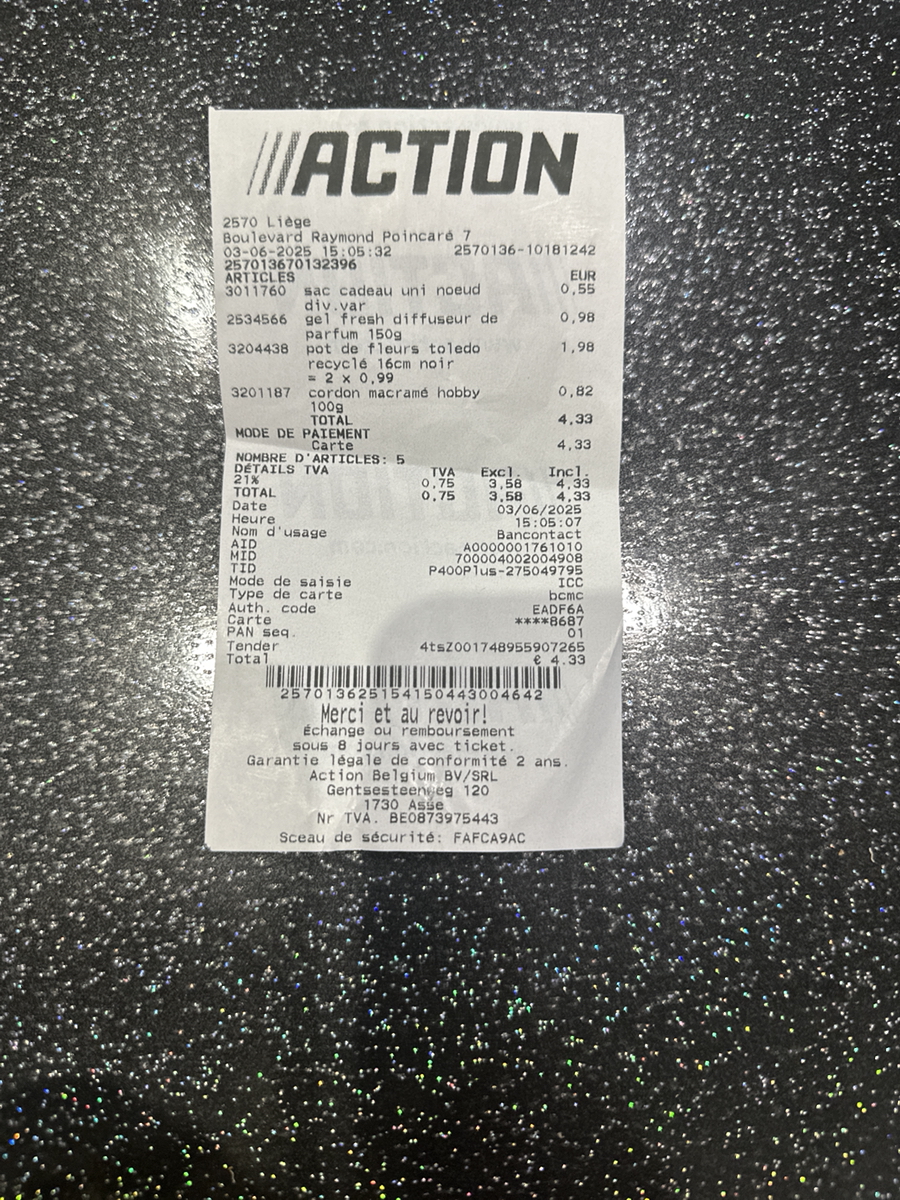 ACTION
2570 Liège
Boulevard Raymond Poincaré 7
03-06-2025 15:05:32 2570136-10181242
257013670132396
ARTICLES EUR
3011760 sac cadeau uni noeud 0,55
div.var
2534566 gel fresh diffuseur de 0,98
parfum 150g
3204438 pot de fleurs toledo 1,98
recyclé 16cm noir
= 2 x 0,99
3201187 cordon macramé hobby 0,82
100g
TOTAL 4,33
MODE DE PAIEMENT
Carte 4,33
NOMBRE D'ARTICLES: 5
DÉTAILS TVA TVA Excl. Incl.
21% 0,75 3,58 4,33
TOTAL 0,75 3,58 4,33
Date 03/06/2025
Heure 15:05:07
Nom d'usage Bancontact
AID A0000001761010
MID 700004002004908
TID P400Plus-275049795
Mode de saisie ICC
Type de carte bcmc
Auth. code EADF6A
Carte ****8687
PAN seq. 01
Tender 4tsZ001748955907265
Total € 4.33
257013625154150443004642
Merci et au revoir!
Échange ou remboursement
sous 8 jours avec ticket.
Garantie légale de conformité 2 ans.
Action Belgium BV/SRL
Gentsesteenweg 120
1730 Asse
Nr TVA. BE0873975443
Sceau de sécurité: FAFCA9AC